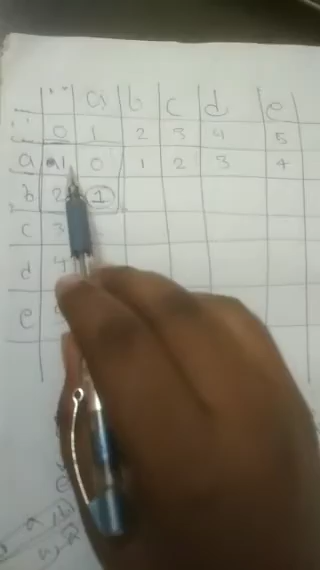 " a b c d e
" 0 1 2 3 4 5
a 1 0 1 2 3 4
b 2 1
c 3
d 4
e